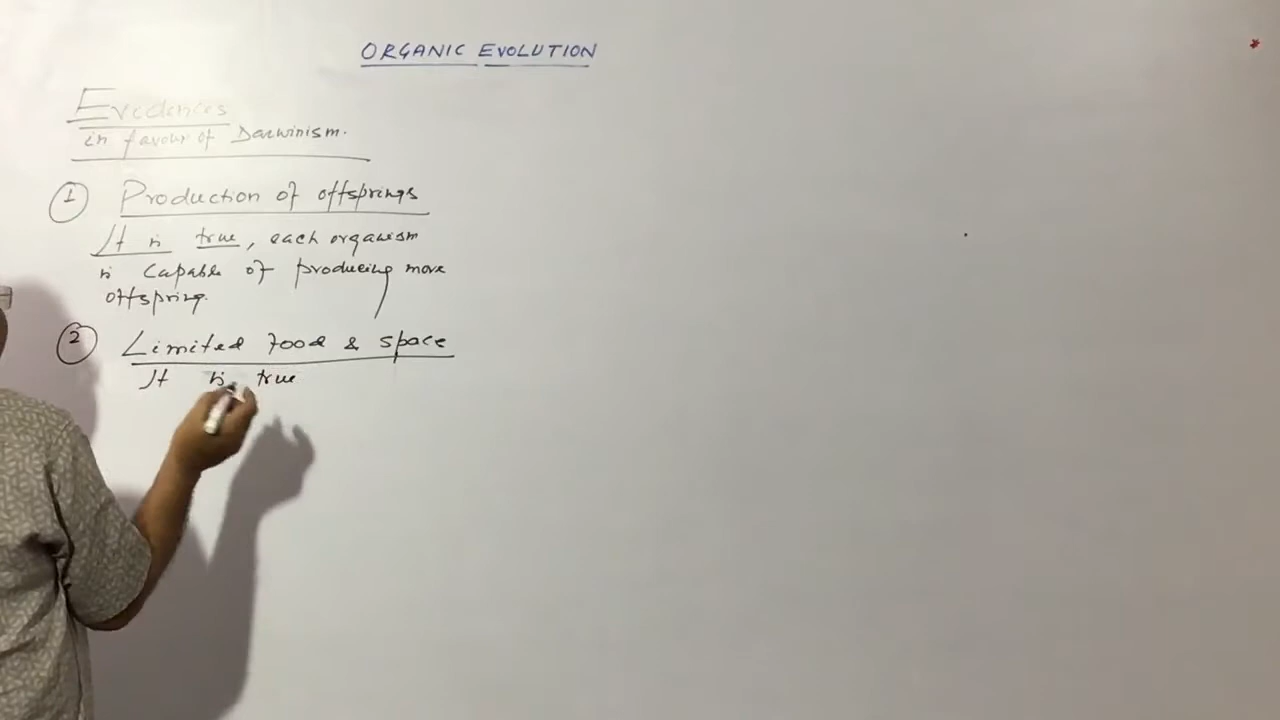 ORGANIC EVOLUTION
Evidences
in favour of Darwinism.
1 Production of offsprings
It is true, each organism
is capable of producing more
offspring.
2 Limited food & space
It is true